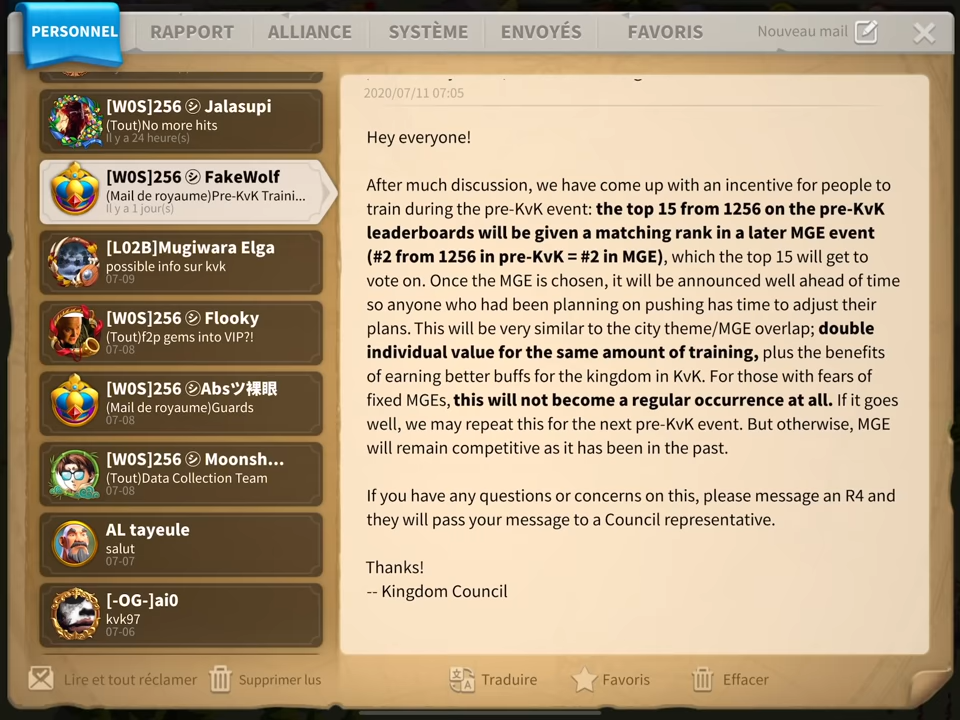 PERSONNEL
RAPPORT
ALLIANCE
SYSTÈME
ENVOYÉS
FAVORIS
Nouveau mail
[W0S]256 ㋛ Jalasupi
(Tout)No more hits
Il y a 24 heure(s)
[W0S]256 ㋛ FakeWolf
(Mail de royaume)Pre-KvK Traini...
Il y a 1 jour(s)
[L02B]Mugiwara Elga
possible info sur kvk
07-09
[W0S]256 ㋛ Flooky
(Tout)f2p gems into VIP?!
07-08
[W0S]256 ㋛Absツ裸眼
(Mail de royaume)Guards
07-08
[W0S]256 ㋛ Moonsh...
(Tout)Data Collection Team
07-08
AL tayeule
salut
07-07
[-OG-]ai0
kvk97
07-06
2020/07/11 07:05
Hey everyone!
After much discussion, we have come up with an incentive for people to
train during the pre-KvK event: the top 15 from 1256 on the pre-KvK
leaderboards will be given a matching rank in a later MGE event
(#2 from 1256 in pre-KvK = #2 in MGE), which the top 15 will get to
vote on. Once the MGE is chosen, it will be announced well ahead of time
so anyone who had been planning on pushing has time to adjust their
plans. This will be very similar to the city theme/MGE overlap; double
individual value for the same amount of training, plus the benefits
of earning better buffs for the kingdom in KvK. For those with fears of
fixed MGEs, this will not become a regular occurrence at all. If it goes
well, we may repeat this for the next pre-KvK event. But otherwise, MGE
will remain competitive as it has been in the past.
If you have any questions or concerns on this, please message an R4 and
they will pass your message to a Council representative.
Thanks!
-- Kingdom Council
Lire et tout réclamer
Supprimer lus
Traduire
Favoris
Effacer